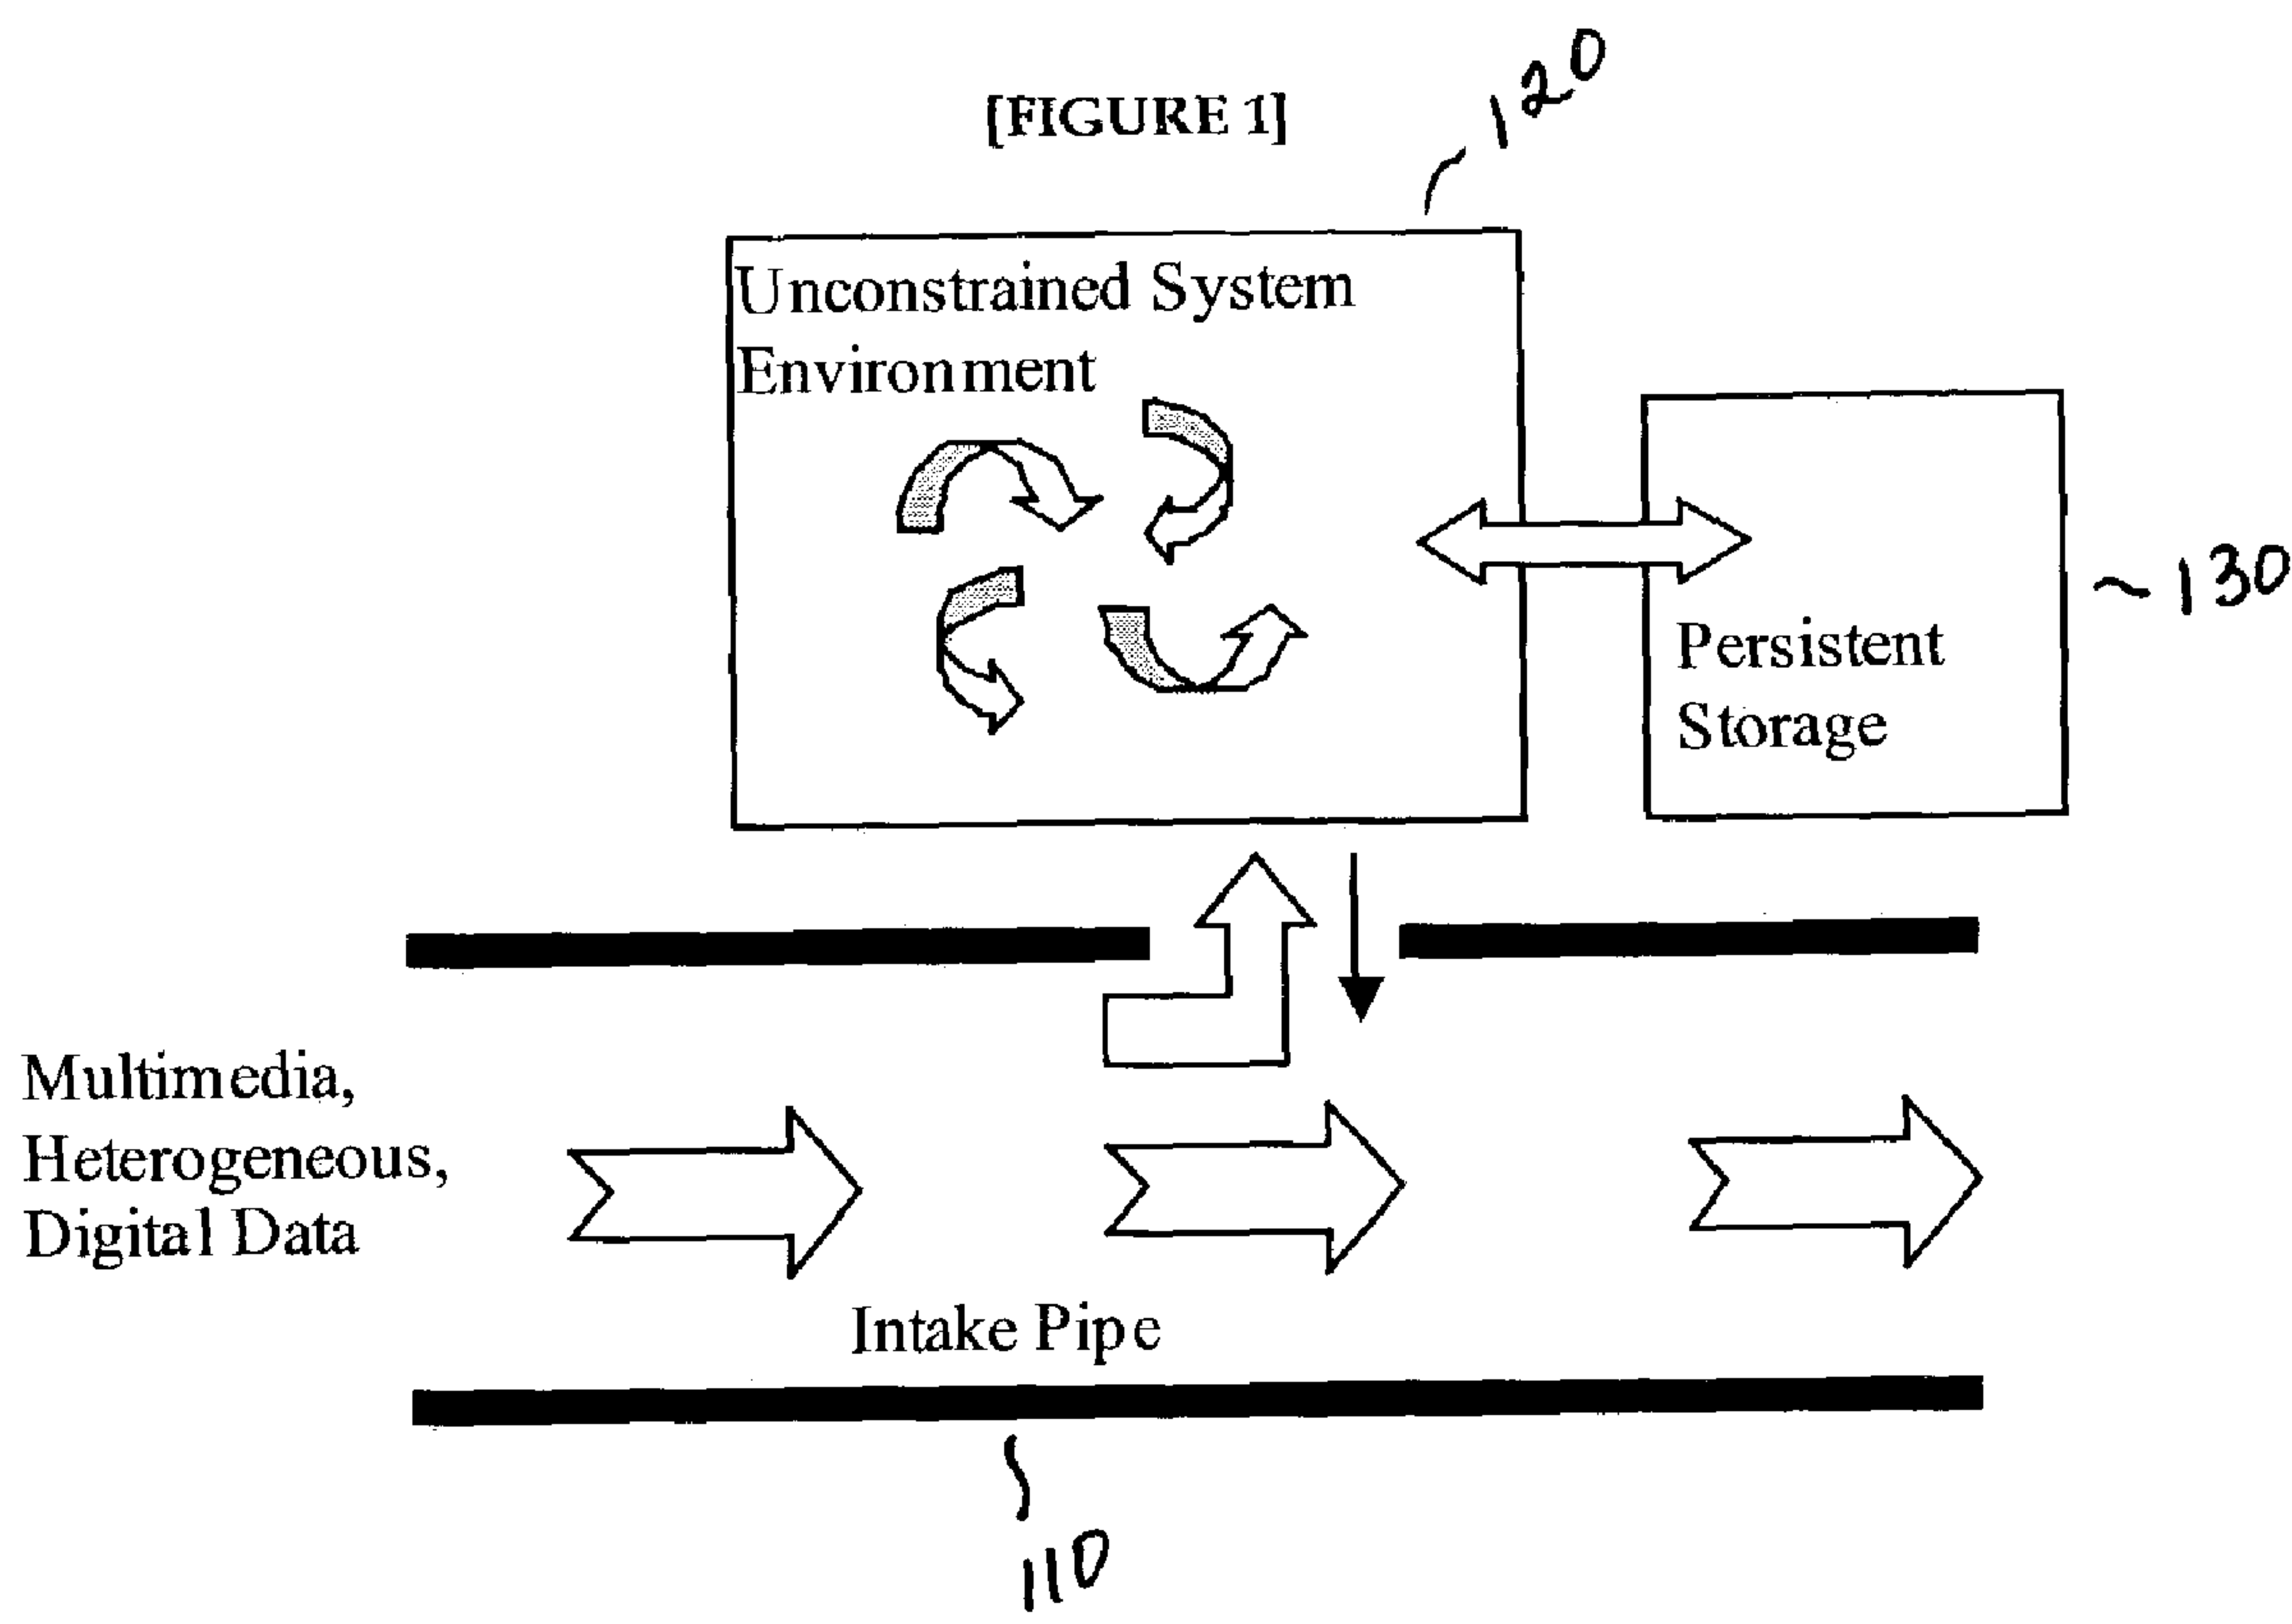 [FIGURE 1]
120
Unconstrained System
Environment
130
Persistent
Storage
Multimedia,
Heterogeneous,
Digital Data
Intake Pipe
110